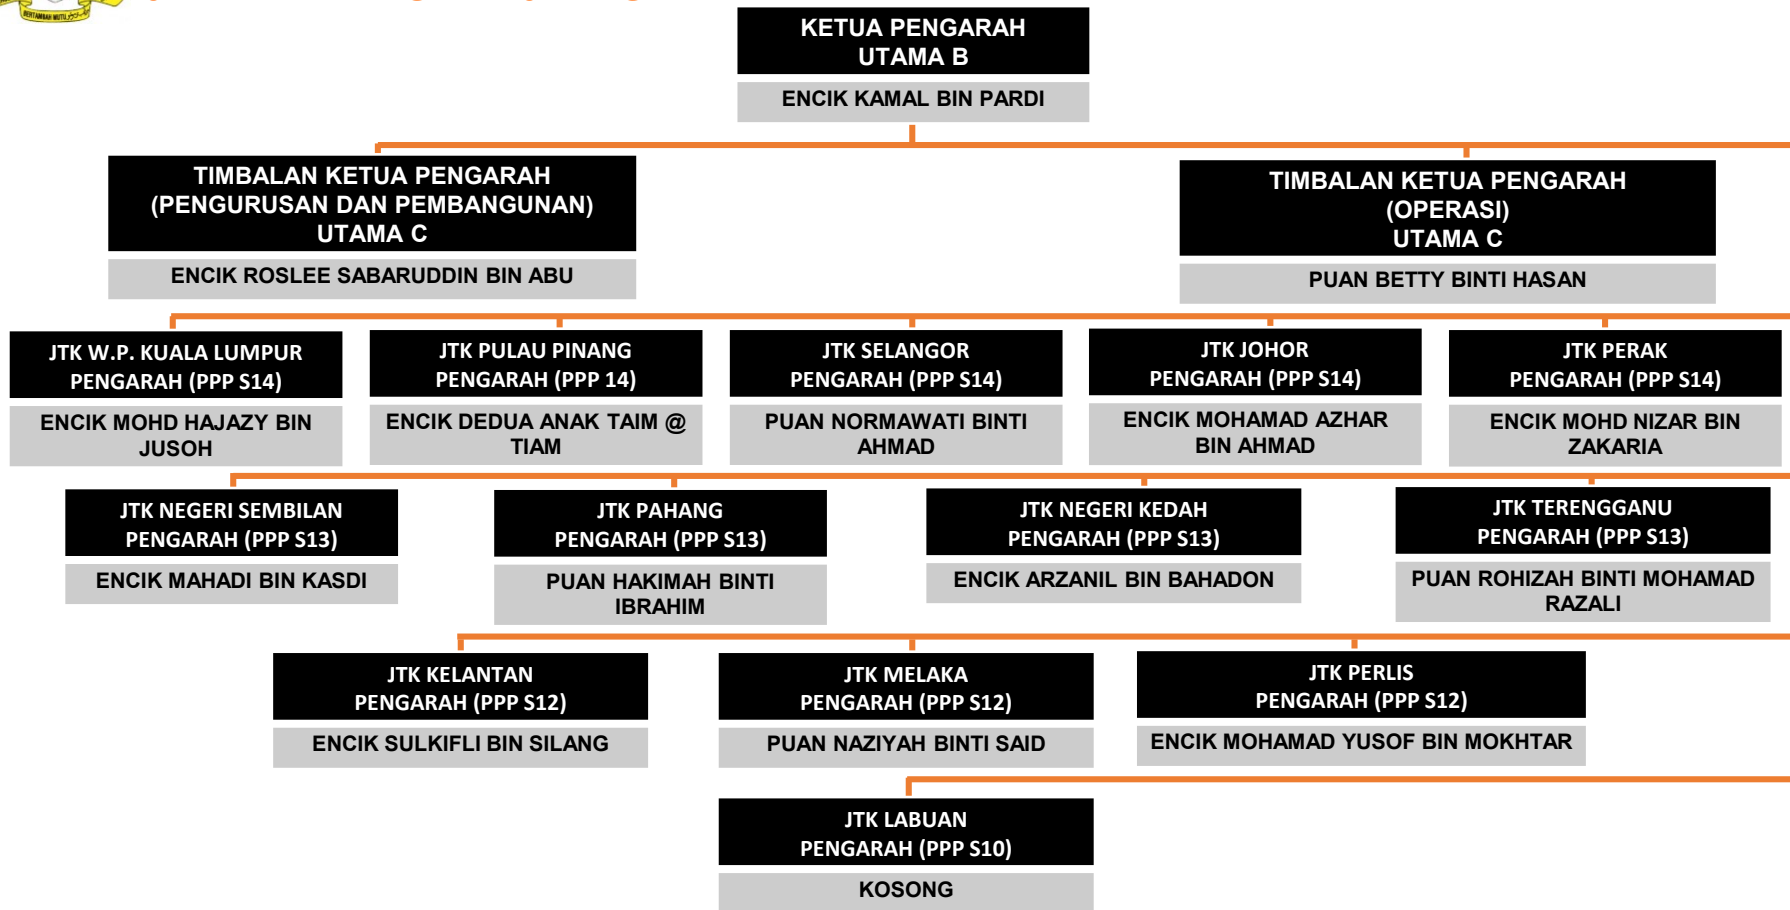 BERTAMBAH MUTU
KETUA PENGARAH
UTAMA B
ENCIK KAMAL BIN PARDI
TIMBALAN KETUA PENGARAH
(PENGURUSAN DAN PEMBANGUNAN)
UTAMA C
ENCIK ROSLEE SABARUDDIN BIN ABU
TIMBALAN KETUA PENGARAH
(OPERASI)
UTAMA C
PUAN BETTY BINTI HASAN
JTK W.P. KUALA LUMPUR
PENGARAH (PPP S14)
ENCIK MOHD HAJAZY BIN
JUSOH
JTK PULAU PINANG
PENGARAH (PPP 14)
ENCIK DEDUA ANAK TAIM @
TIAM
JTK SELANGOR
PENGARAH (PPP S14)
PUAN NORMAWATI BINTI
AHMAD
JTK JOHOR
PENGARAH (PPP S14)
ENCIK MOHAMAD AZHAR
BIN AHMAD
JTK PERAK
PENGARAH (PPP S14)
ENCIK MOHD NIZAR BIN
ZAKARIA
JTK NEGERI SEMBILAN
PENGARAH (PPP S13)
ENCIK MAHADI BIN KASDI
JTK PAHANG
PENGARAH (PPP S13)
PUAN HAKIMAH BINTI
IBRAHIM
JTK NEGERI KEDAH
PENGARAH (PPP S13)
ENCIK ARZANIL BIN BAHADON
JTK TERENGGANU
PENGARAH (PPP S13)
PUAN ROHIZAH BINTI MOHAMAD
RAZALI
JTK KELANTAN
PENGARAH (PPP S12)
ENCIK SULKIFLI BIN SILANG
JTK MELAKA
PENGARAH (PPP S12)
PUAN NAZIYAH BINTI SAID
JTK PERLIS
PENGARAH (PPP S12)
ENCIK MOHAMAD YUSOF BIN MOKHTAR
JTK LABUAN
PENGARAH (PPP S10)
KOSONG